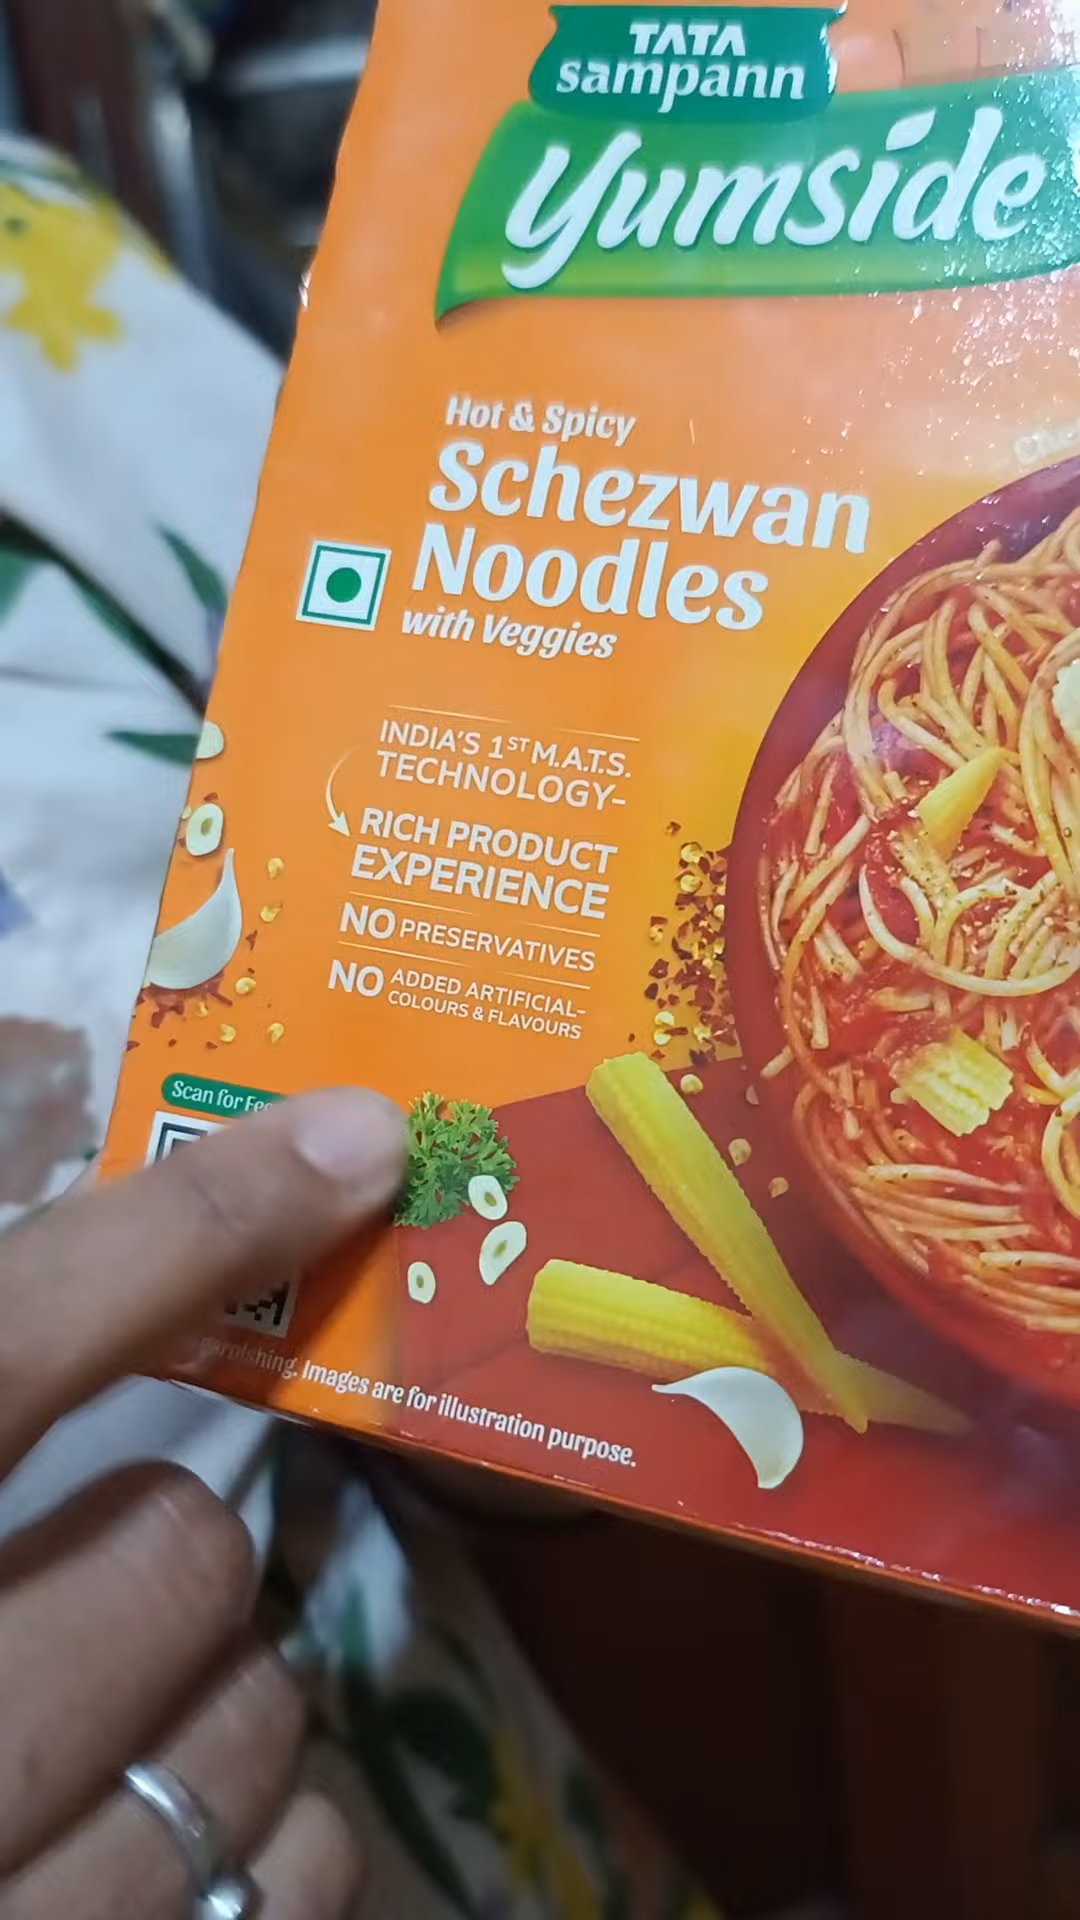 TATA
sampann
Yumside
Hot & Spicy
Schezwan
Noodles
with Veggies
INDIA'S 1ST M.A.T.S.
TECHNOLOGY-
RICH PRODUCT
EXPERIENCE
NO PRESERVATIVES
NO ADDED ARTIFICIAL-
COLOURS & FLAVOURS
Scan for
garnishing. Images are for illustration purpose.